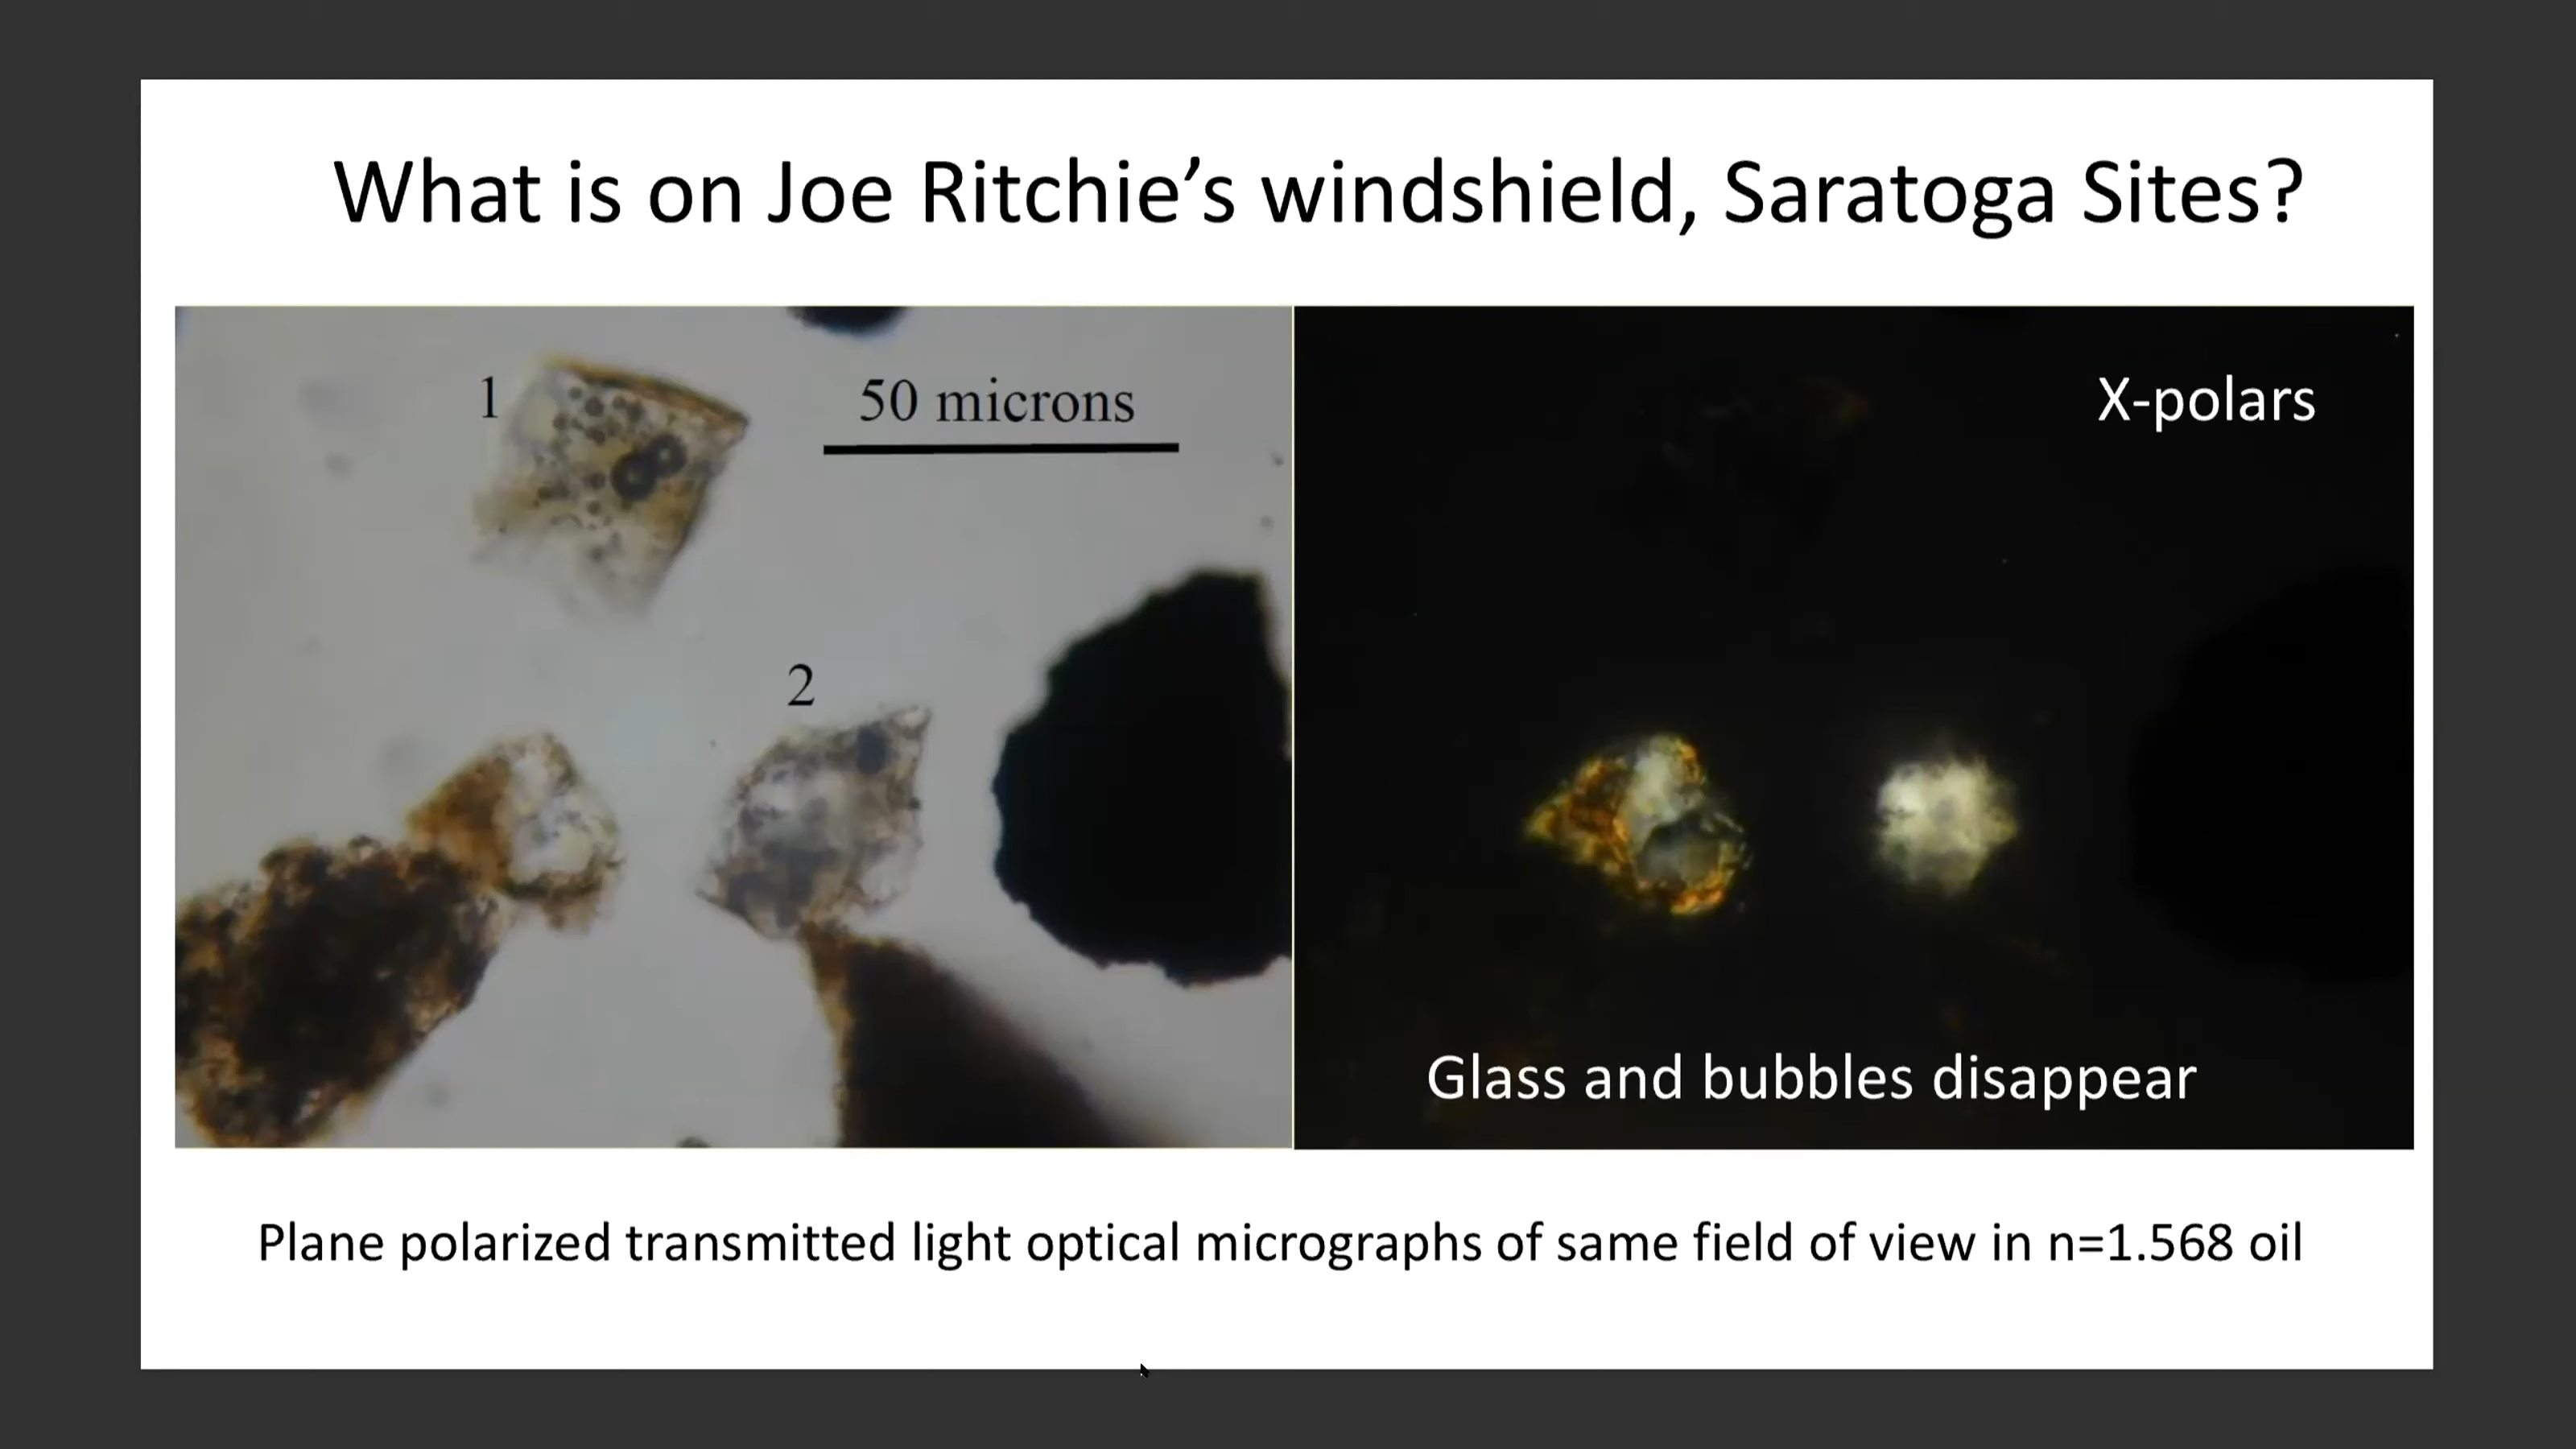 What is on Joe Ritchie’s windshield, Saratoga Sites?
1
50 microns
2
X-polars
Glass and bubbles disappear
Plane polarized transmitted light optical micrographs of same field of view in n=1.568 oil